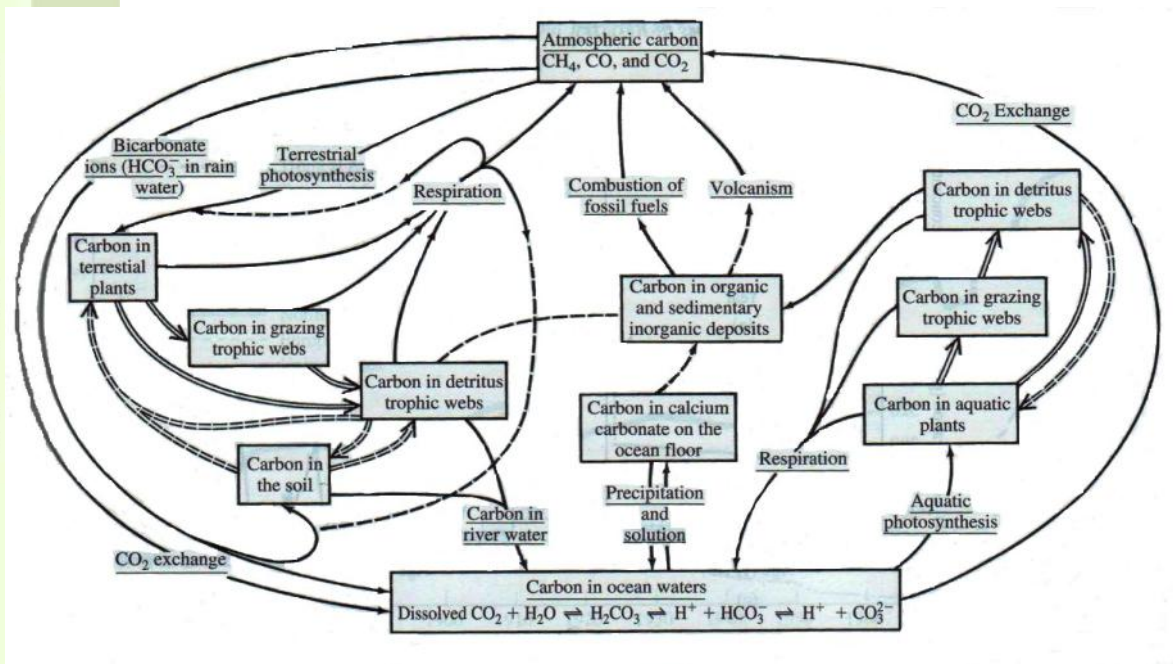 Atmospheric carbon
CH₄, CO, and CO₂
CO₂ Exchange
Bicarbonate
ions (HCO₃⁻ in rain
water)
Terrestrial
photosynthesis
Respiration
Combustion of
fossil fuels
Volcanism
Carbon in detritus
trophic webs
Carbon in
terrestial
plants
Carbon in organic
and sedimentary
inorganic deposits
Carbon in grazing
trophic webs
Carbon in grazing
trophic webs
Carbon in detritus
trophic webs
Carbon in calcium
carbonate on the
ocean floor
Carbon in aquatic
plants
Carbon in
the soil
Respiration
Precipitation
and
solution
Carbon in
river water
Aquatic
photosynthesis
CO₂ exchange
Carbon in ocean waters
Dissolved CO₂ + H₂O ⇌ H₂CO₃ ⇌ H⁺ + HCO₃⁻ ⇌ H⁺ + CO₃²⁻